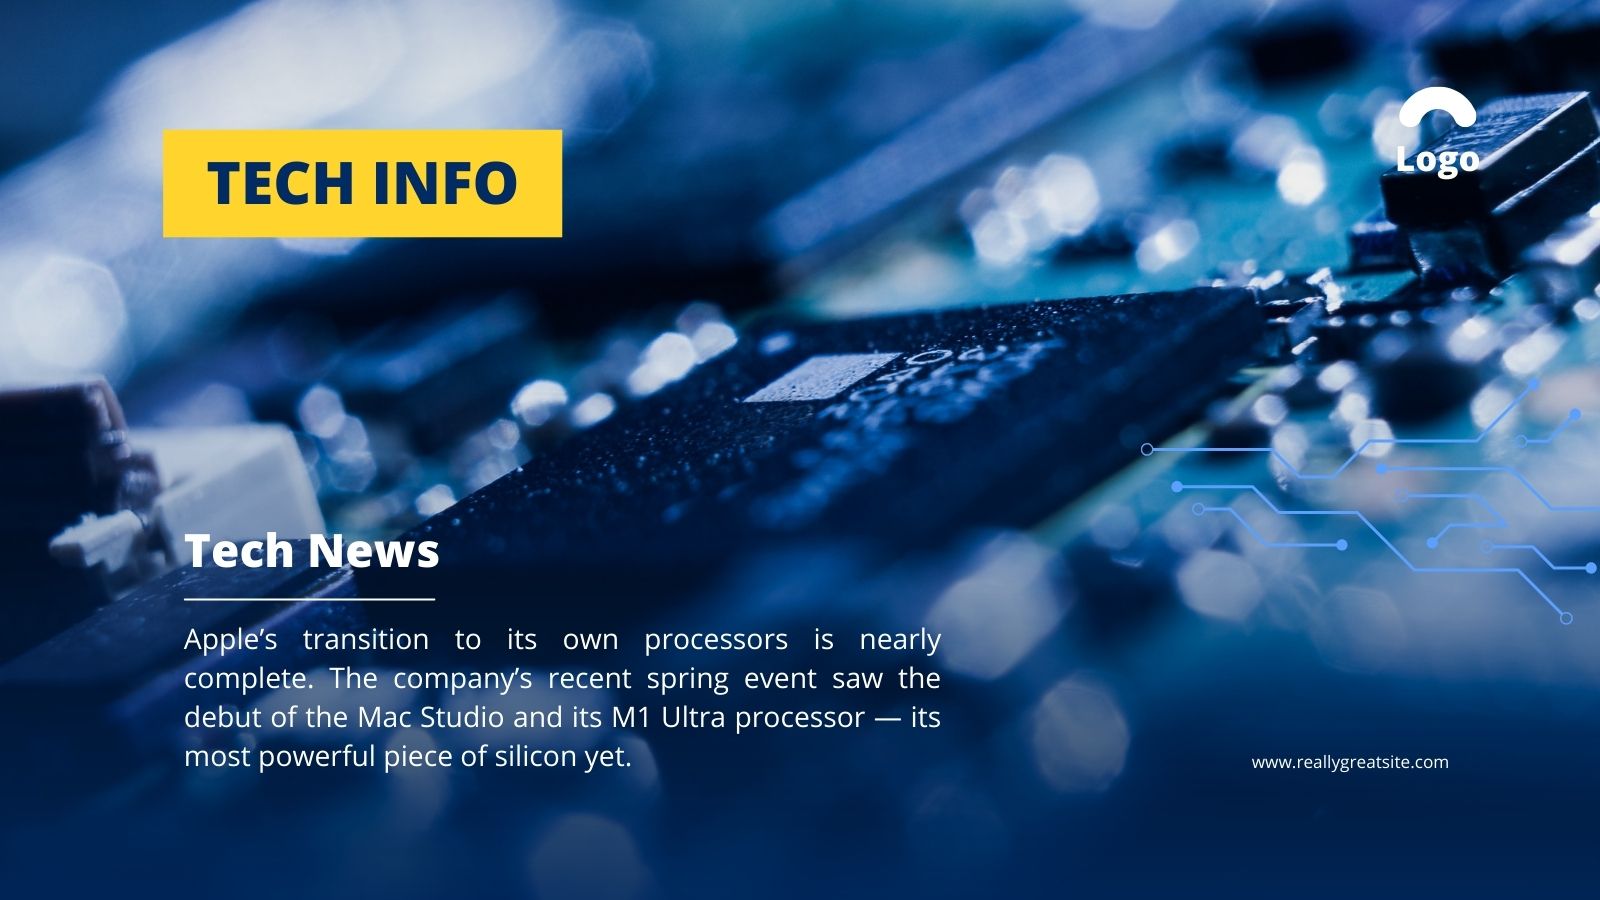 TECH INFO
Logo
Tech News
Apple’s transition to its own processors is nearly
complete. The company’s recent spring event saw the
debut of the Mac Studio and its M1 Ultra processor — its
most powerful piece of silicon yet.
www.reallygreatsite.com